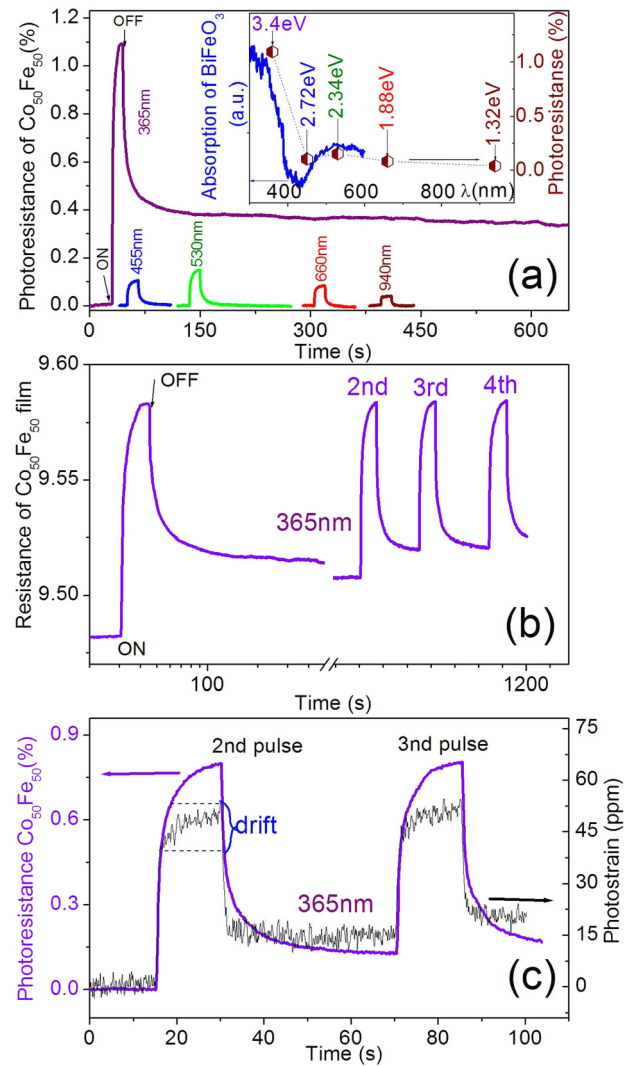 Photoresistance of Co50Fe50(%)
1.2
1.0
0.8
0.6
0.4
0.2
0.0
OFF
ON
365nm
455nm
530nm
660nm
940nm
Absorption of BiFeO3
(a.u.)
3.4eV
2.72eV
2.34eV
1.88eV
1.32eV
400 600 800 λ(nm)
1.0
0.5
0.0
Photoresistanse (%)
(a)
0 150 300 450 600
Time (s)
Resistance of Co50Fe50 film
9.60
9.55
9.50
OFF
ON
2nd 3rd 4th
365nm
(b)
100 1200
Time (s)
Photoresistance Co50Fe50(%)
0.9
0.6
0.3
0.0
2nd pulse 3nd pulse
drift
365nm
75
60
45
30
15
0
Photostrain (ppm)
(c)
0 20 40 60 80 100
Time (s)